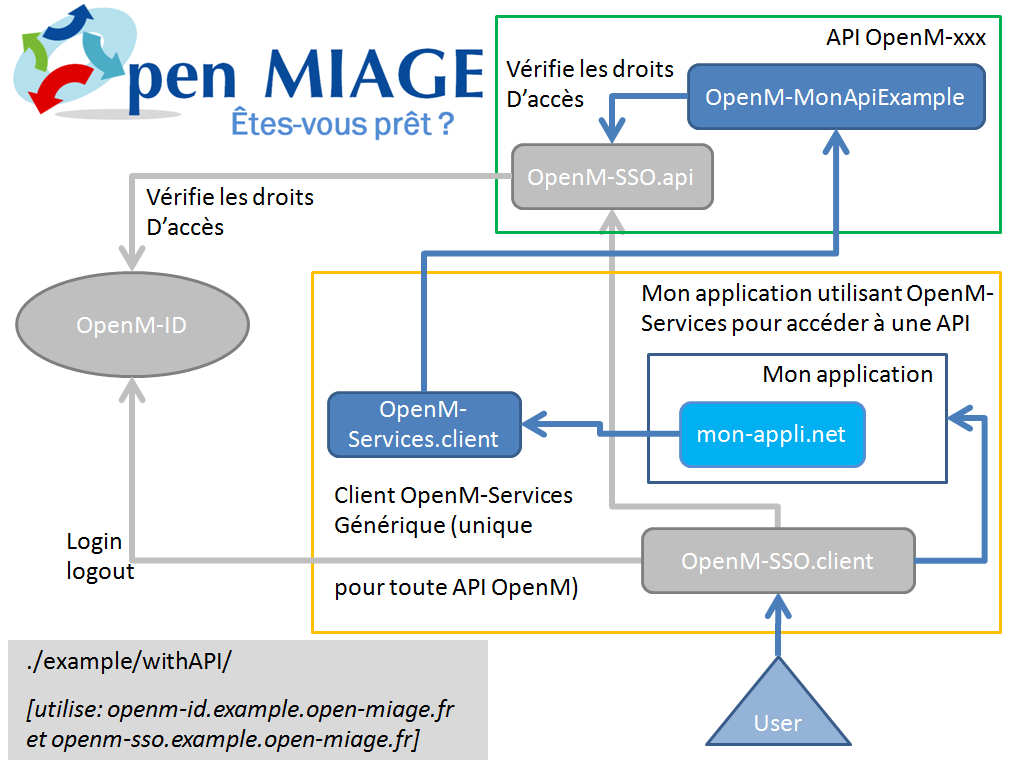 Open MIAGE
Êtes-vous prêt ?
API OpenM-xxx
Vérifie les droits
D’accès
OpenM-MonApiExample
OpenM-SSO.api
Vérifie les droits
D’accès
OpenM-ID
Mon application utilisant OpenM-
Services pour accéder à une API
Mon application
OpenM-
Services.client
mon-appli.net
Client OpenM-Services
Générique (unique
pour toute API OpenM)
Login
logout
OpenM-SSO.client
User
./example/withAPI/
[utilise: openm-id.example.open-miage.fr
et openm-sso.example.open-miage.fr]